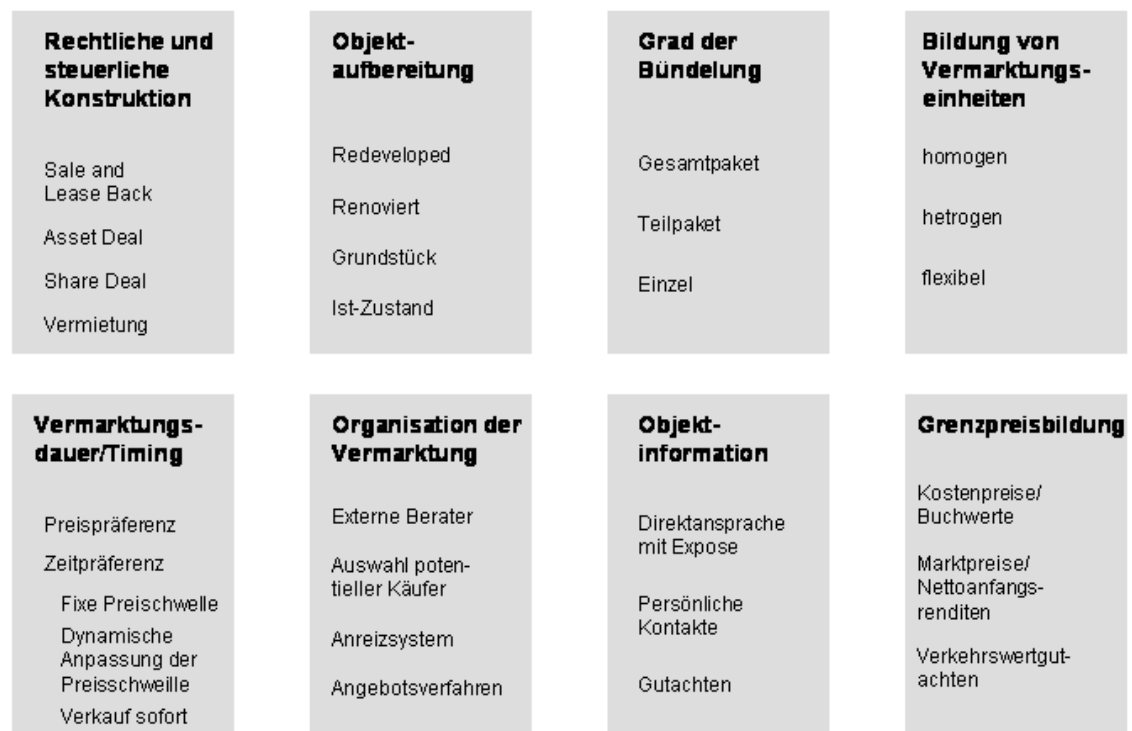 Rechtliche und
steuerliche
Konstruktion
Sale and
Lease Back
Asset Deal
Share Deal
Vermietung
Objekt-
aufbereitung
Redeveloped
Renoviert
Grundstück
Ist-Zustand
Grad der
Bündelung
Gesamtpaket
Teilpaket
Einzel
Bildung von
Vermarktungs-
einheiten
homogen
hetrogen
flexibel
Vermarktungs-
dauer/Timing
Preispräferenz
Zeitpräferenz
Fixe Preischwelle
Dynamische
Anpassung der
Preisschweille
Verkauf sofort
Organisation der
Vermarktung
Externe Berater
Auswahl poten-
tieller Käufer
Anreizsystem
Angebotsverfahren
Objekt-
information
Direktansprache
mit Expose
Persönliche
Kontakte
Gutachten
Grenzpreisbildung
Kostenpreise/
Buchwerte
Marktpreise/
Nettoanfangs-
renditen
Verkehrswertgut-
achten